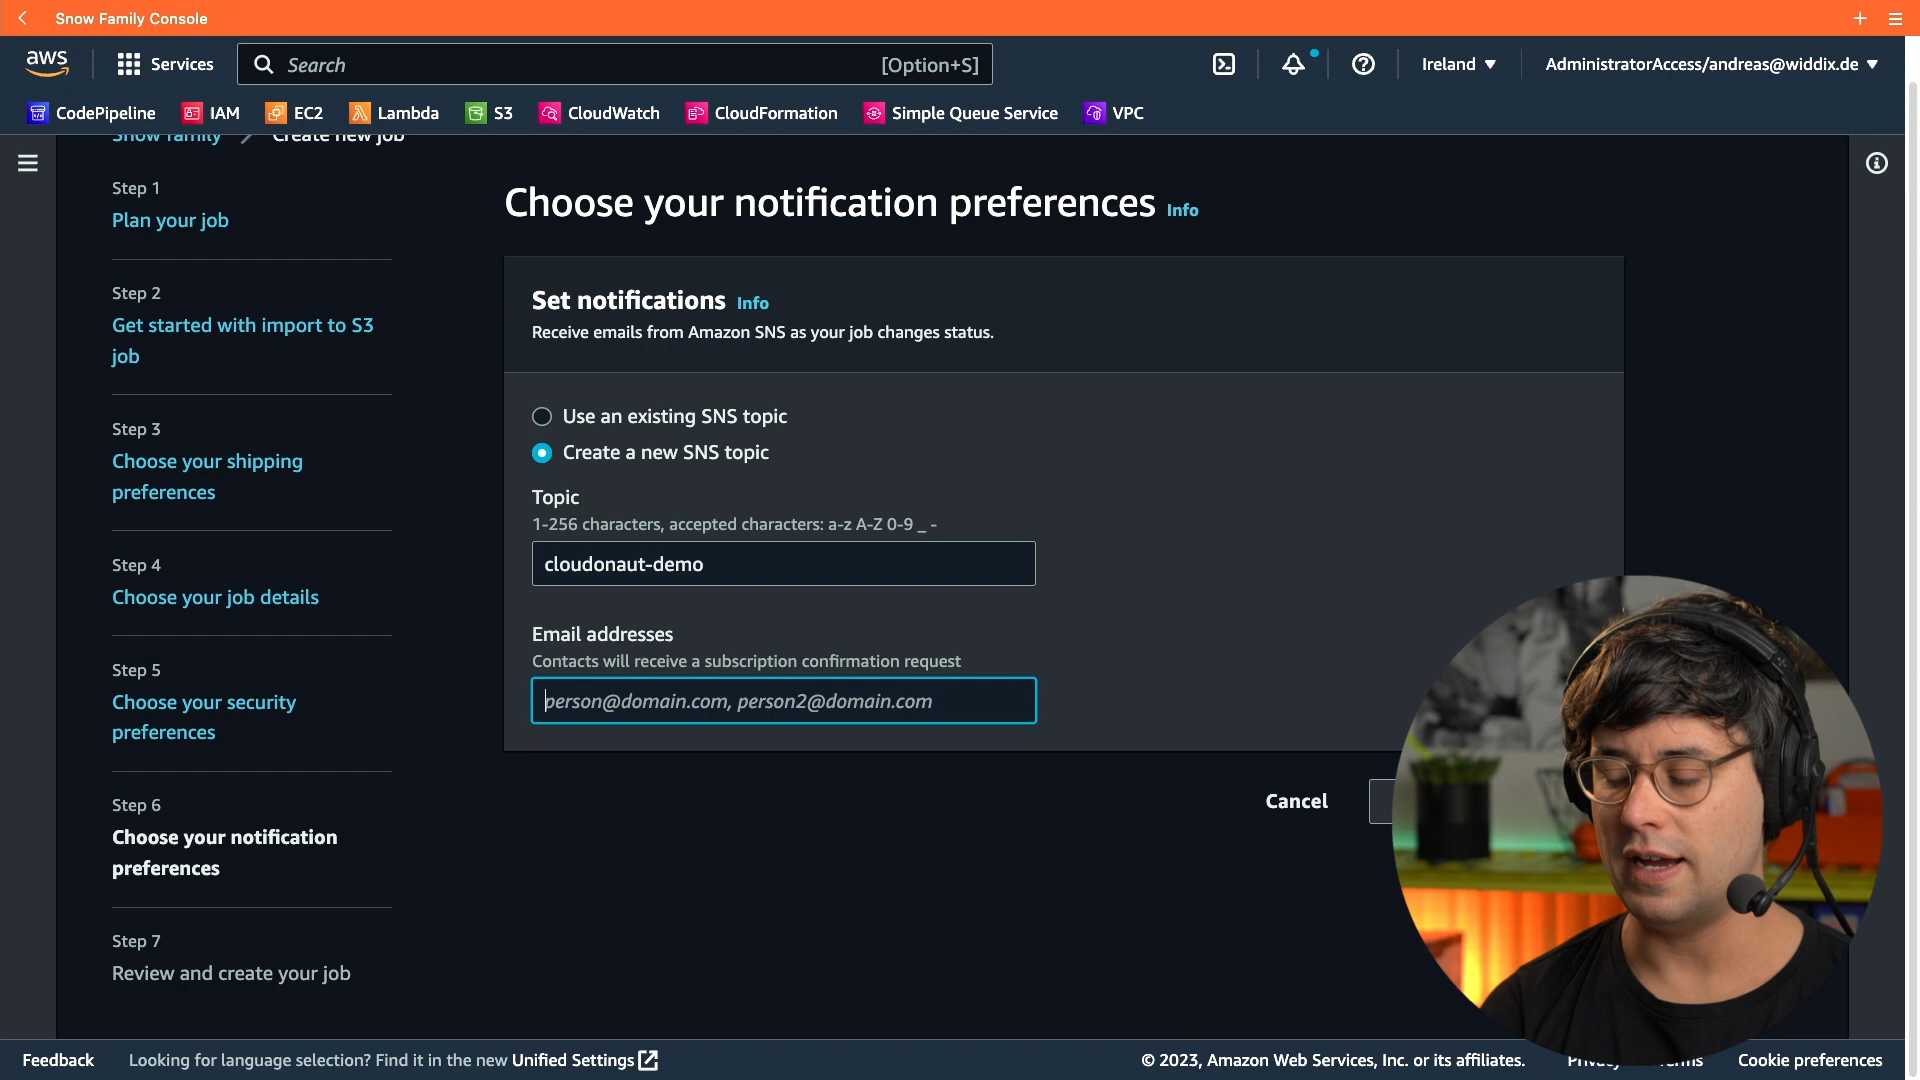 Snow Family Console
aws
Services
Search
[Option+S]
Ireland
AdministratorAccess/andreas@widdix.de
CodePipeline
IAM
EC2
Lambda
S3
CloudWatch
CloudFormation
Simple Queue Service
VPC
Snow family
Create new job
Step 1
Plan your job
Step 2
Get started with import to S3
job
Step 3
Choose your shipping
preferences
Step 4
Choose your job details
Step 5
Choose your security
preferences
Step 6
Choose your notification
preferences
Step 7
Review and create your job
Choose your notification preferences Info
Set notifications Info
Receive emails from Amazon SNS as your job changes status.
Use an existing SNS topic
Create a new SNS topic
Topic
1-256 characters, accepted characters: a-z A-Z 0-9 _ -
cloudonaut-demo
Email addresses
Contacts will receive a subscription confirmation request
person@domain.com, person2@domain.com
Cancel
Feedback
Looking for language selection? Find it in the new Unified Settings
© 2023, Amazon Web Services, Inc. or its affiliates.
Cookie preferences